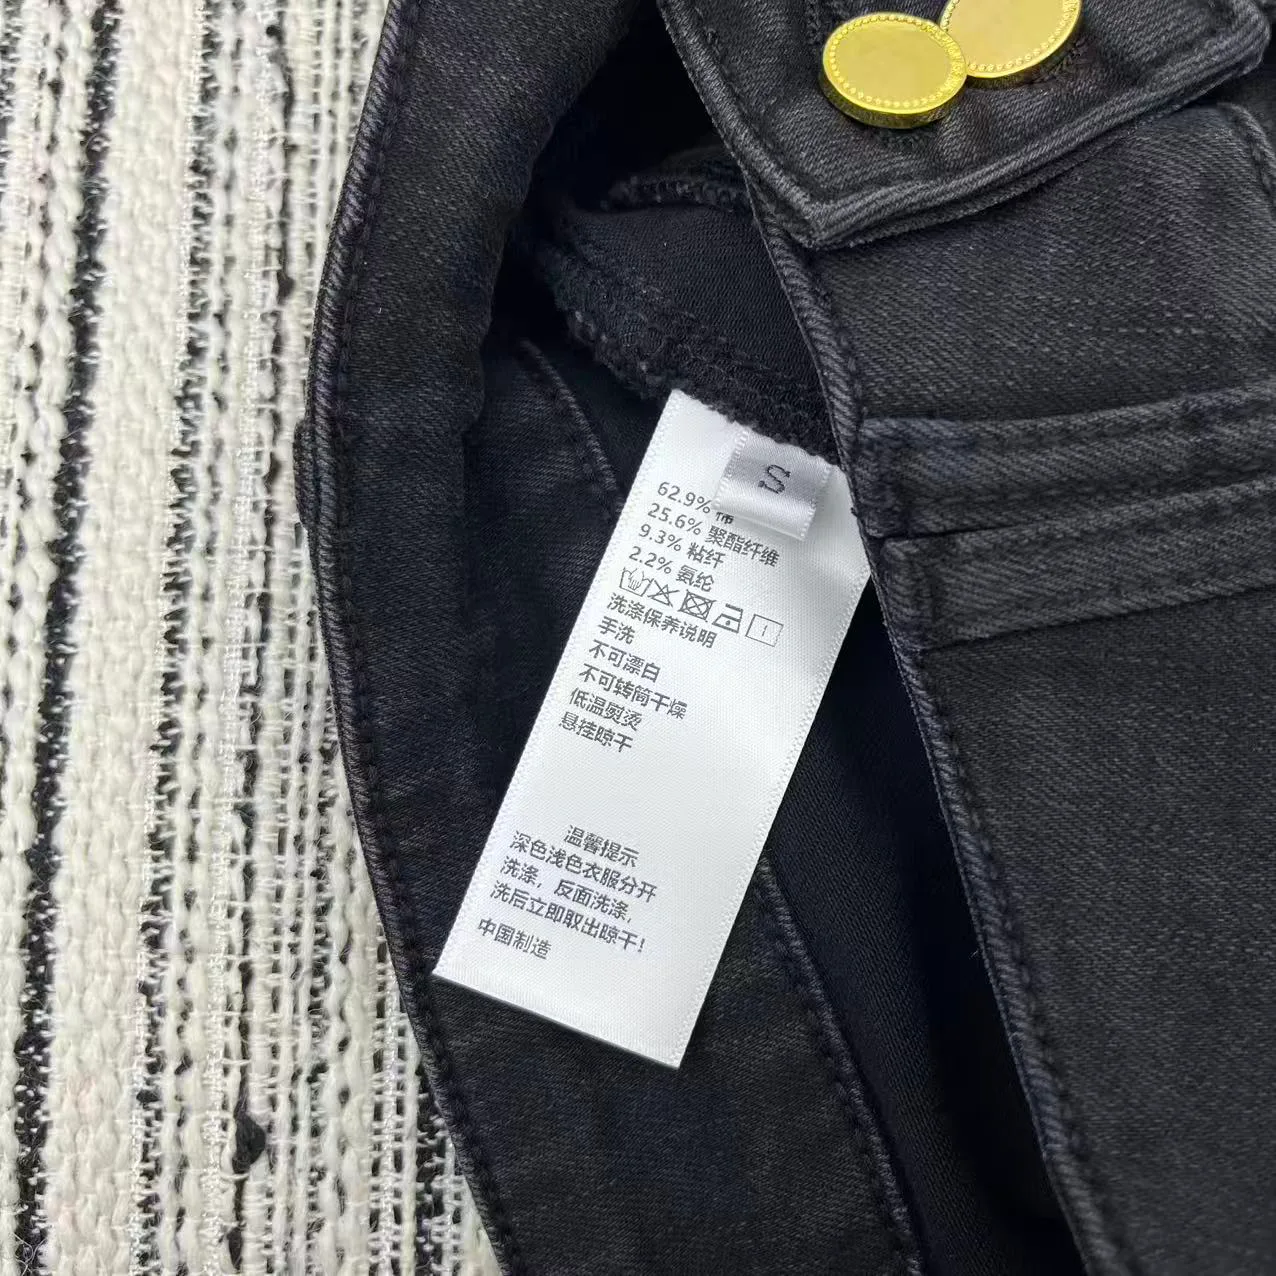 S
62.9% 棉
25.6% 聚酯纤维
9.3% 粘纤
2.2% 氨纶
洗涤保养说明
手洗
不可漂白
不可转筒干燥
低温熨烫
悬挂晾干
温馨提示
深色浅色衣服分开
洗涤，反面洗涤，
洗后立即取出晾干！
中国制造